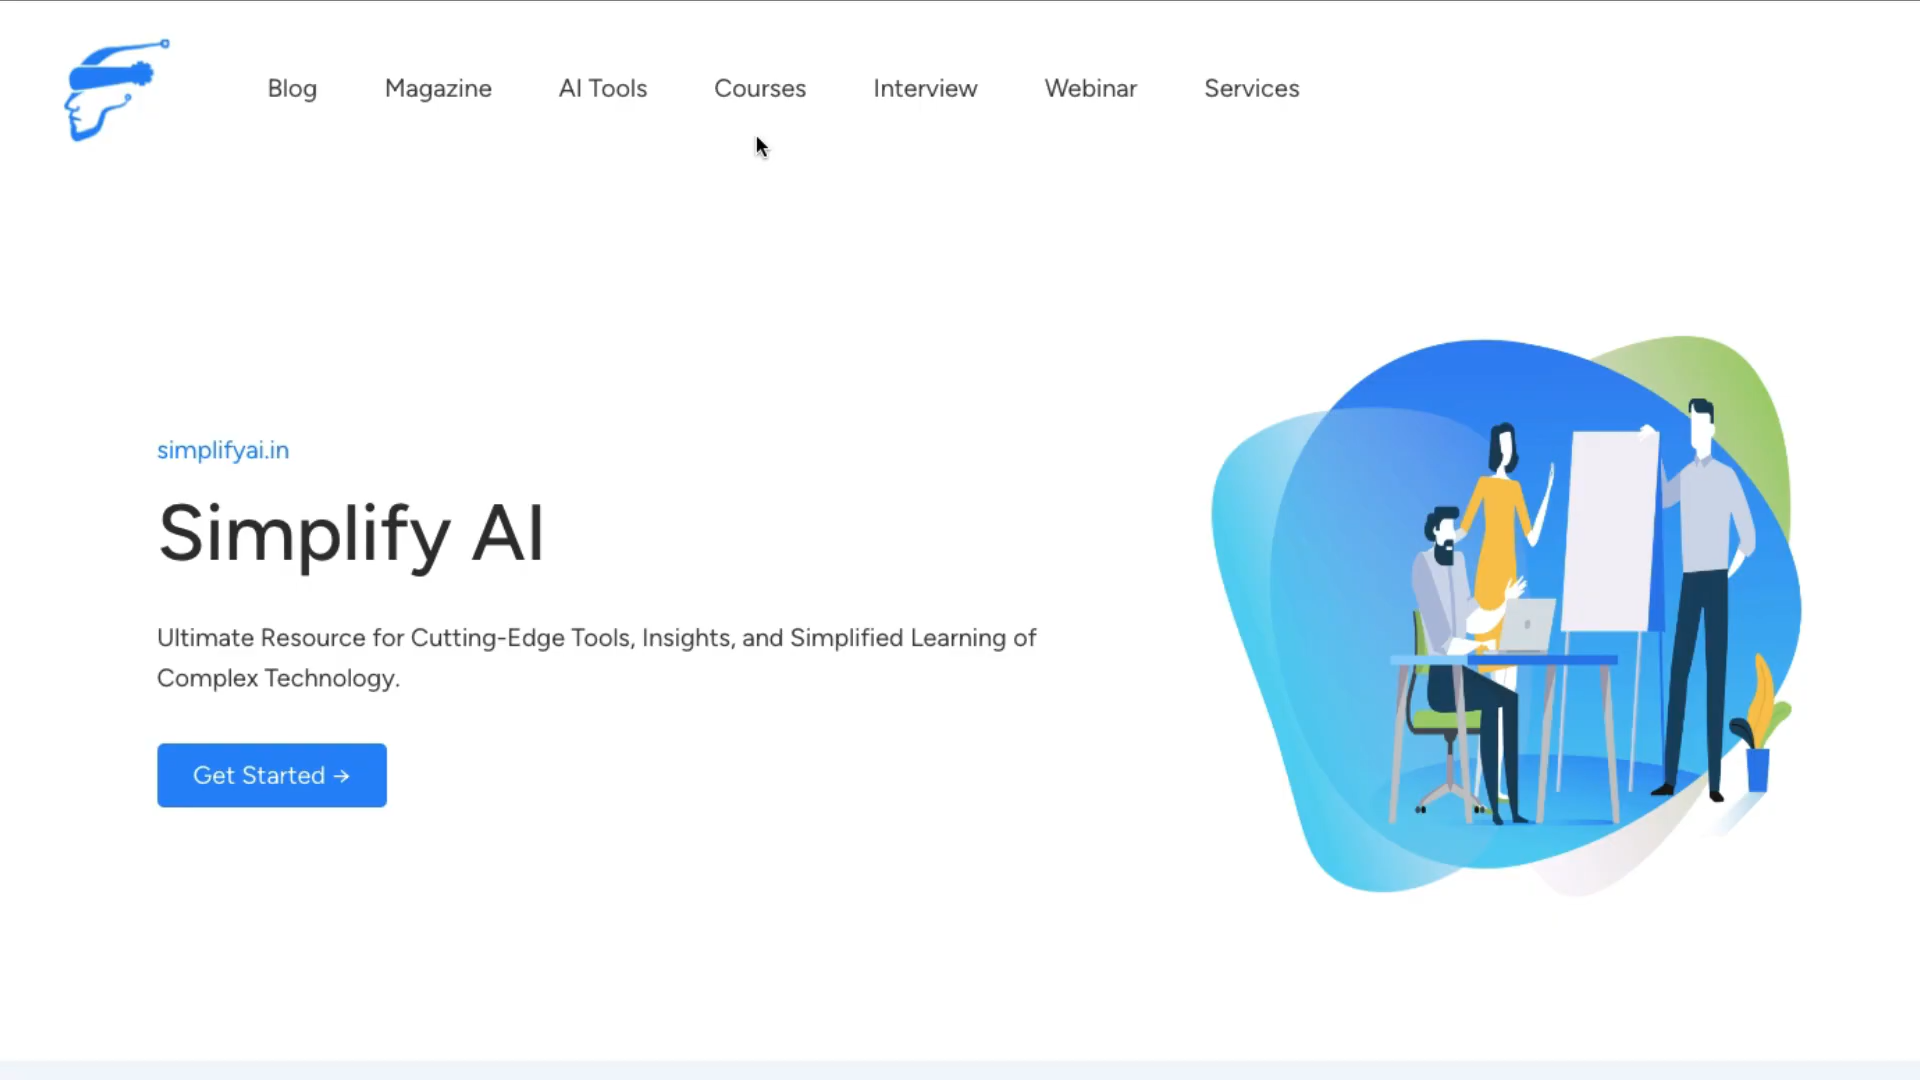 Blog
Magazine
AI Tools
Courses
Interview
Webinar
Services
simplifyai.in
Simplify AI
Ultimate Resource for Cutting-Edge Tools, Insights, and Simplified Learning of
Complex Technology.
Get Started →